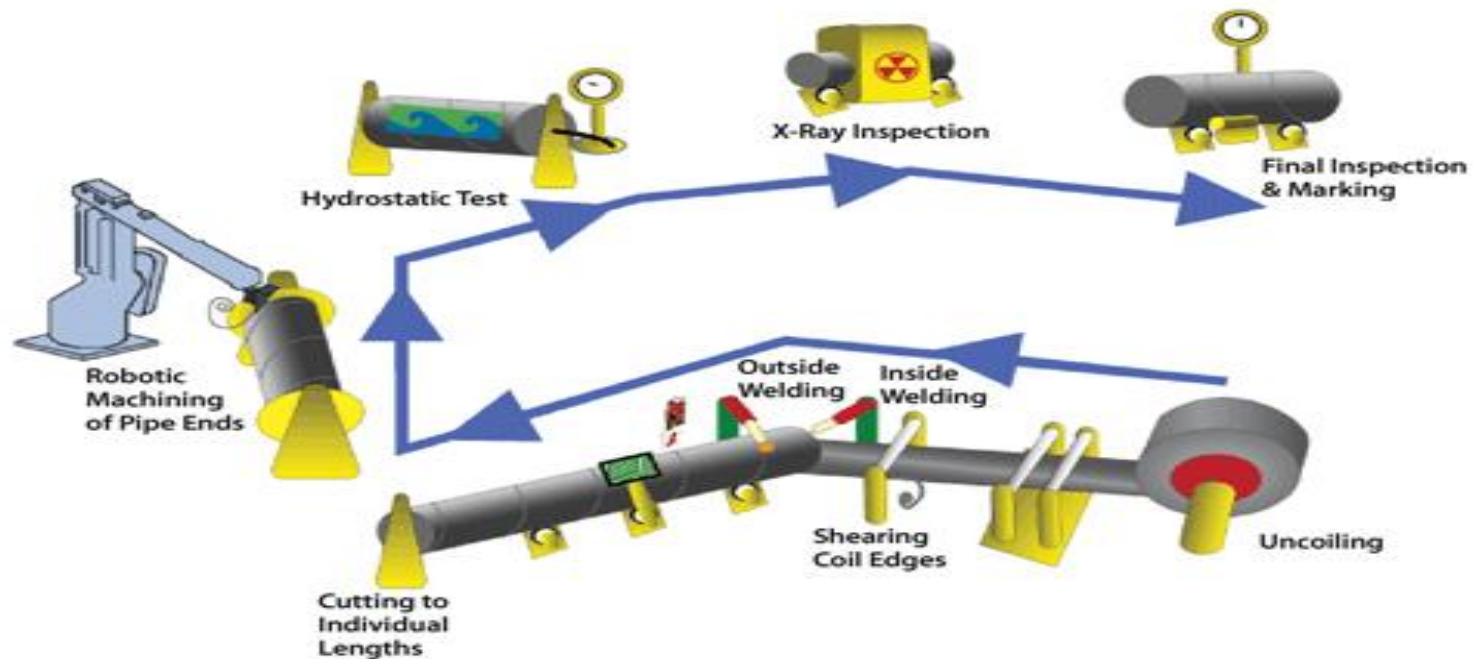 X-Ray Inspection
Final Inspection
& Marking
Hydrostatic Test
Robotic
Machining
of Pipe Ends
Outside
Welding
Inside
Welding
Shearing
Coil Edges
Uncoiling
Cutting to
Individual
Lengths